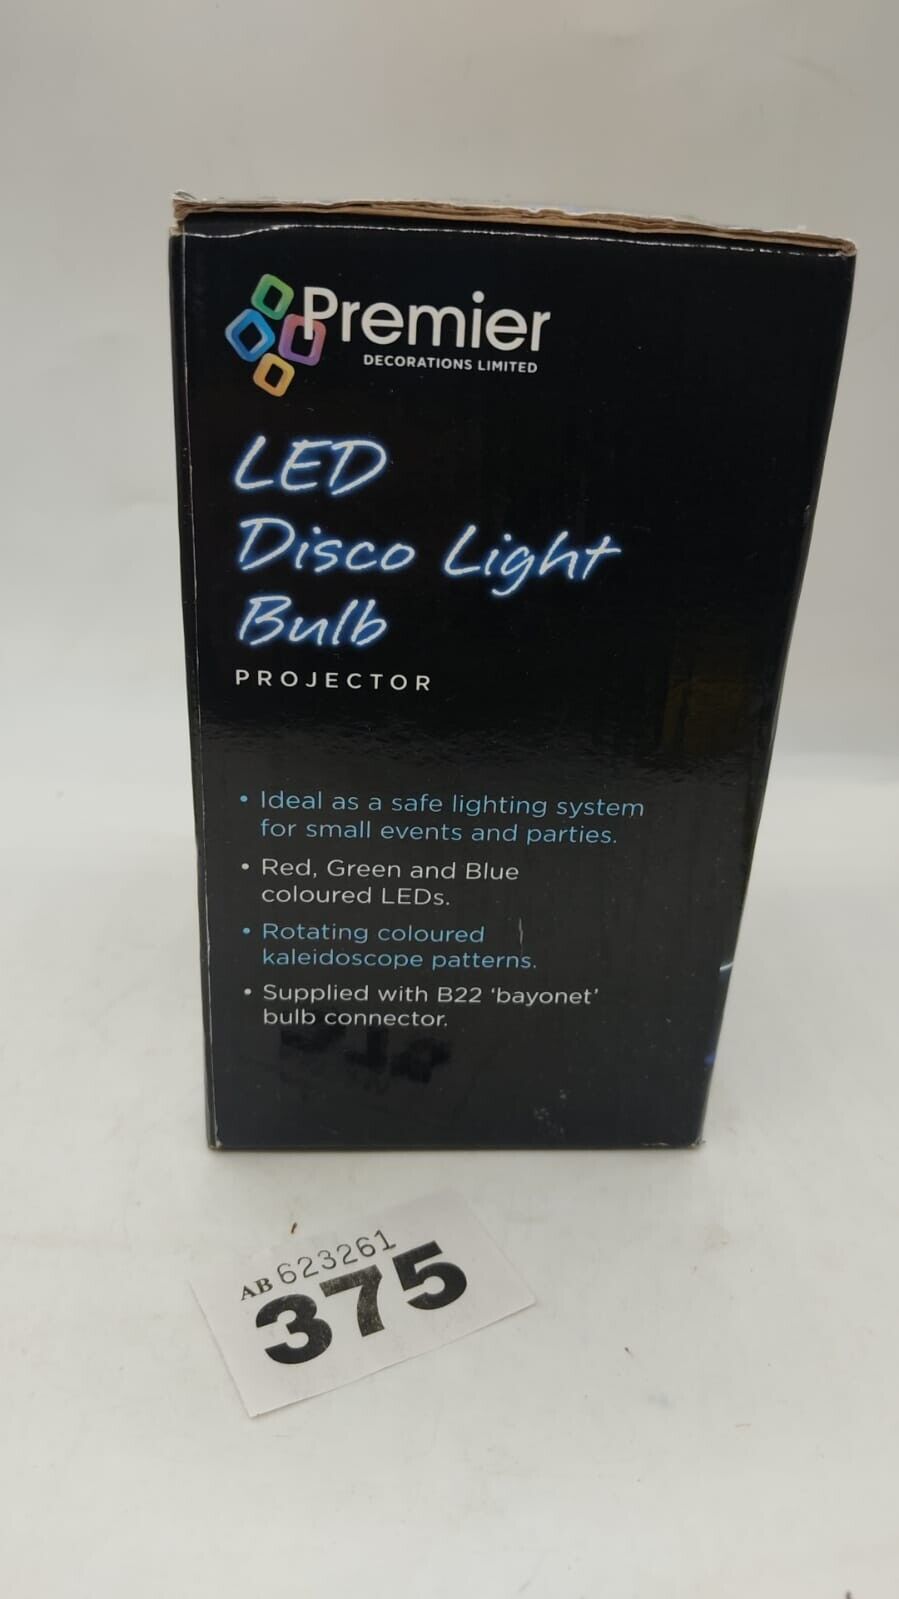 Premier
DECORATIONS LIMITED
LED
Disco Light
Bulb
PROJECTOR
• Ideal as a safe lighting system
for small events and parties.
• Red, Green and Blue
coloured LEDs.
• Rotating coloured
kaleidoscope patterns.
• Supplied with B22 ‘bayonet’
bulb connector.
AB 623261
375